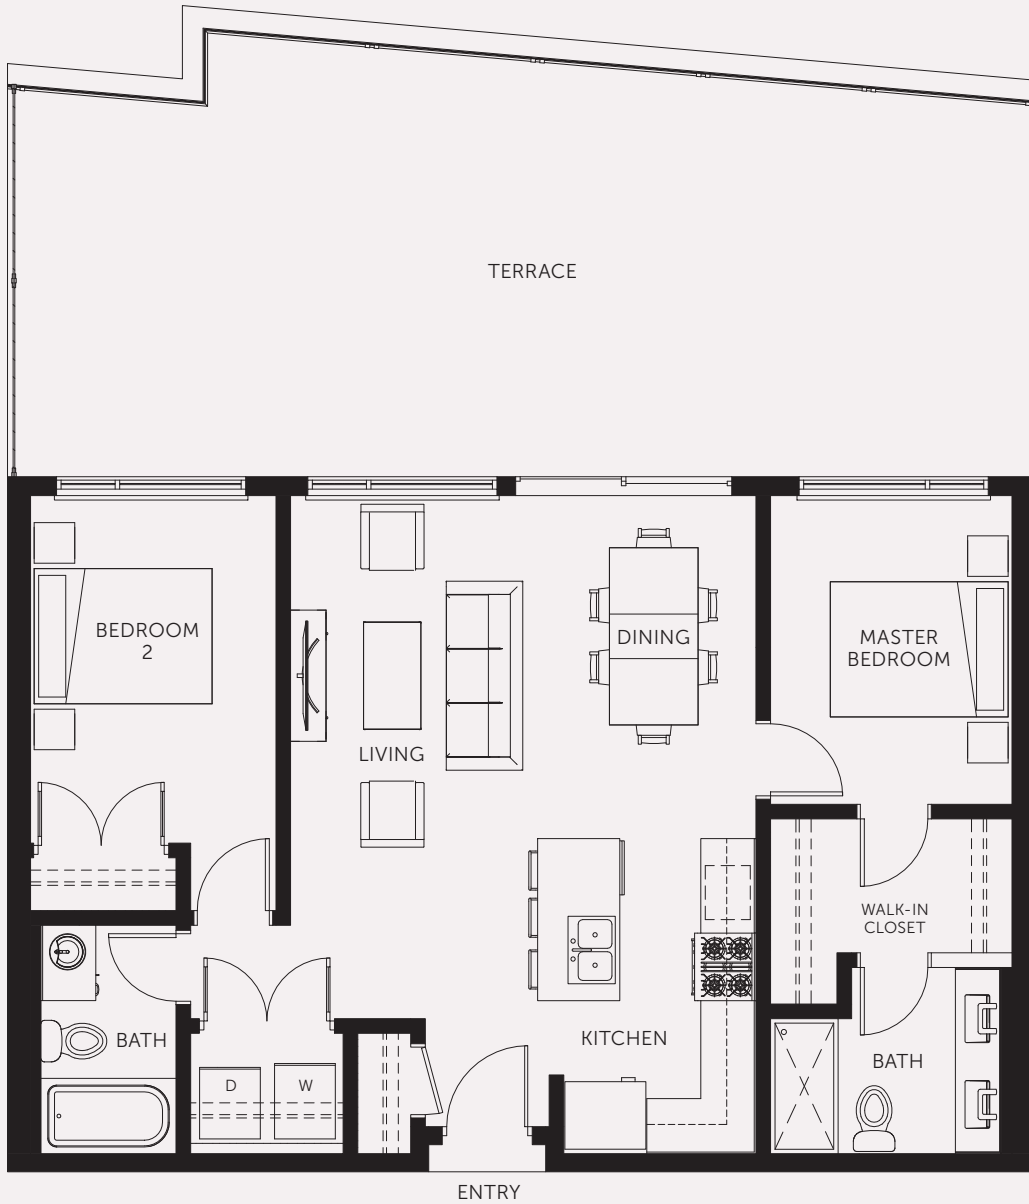 TERRACE
BEDROOM
2
DINING
MASTER
BEDROOM
LIVING
WALK-IN
CLOSET
BATH
KITCHEN
BATH
D
W
ENTRY